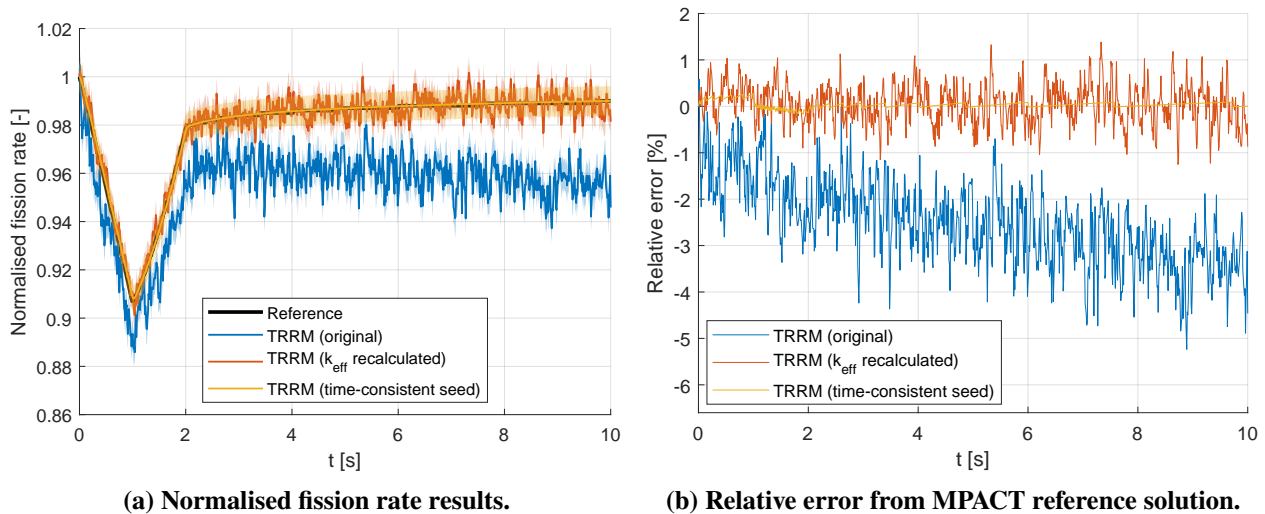 1.02
1
0.98
0.96
0.94
0.92
0.9
0.88
0.86
Normalised fission rate [-]
Reference
TRRM (original)
TRRM (k_eff recalculated)
TRRM (time-consistent seed)
0 2 4 6 8 10
t [s]
(a) Normalised fission rate results.
2%
1
0
-1
-2
-3
-4
-5
-6
Relative error [%]
TRRM (original)
TRRM (k_eff recalculated)
TRRM (time-consistent seed)
0 2 4 6 8 10
t [s]
(b) Relative error from MPACT reference solution.